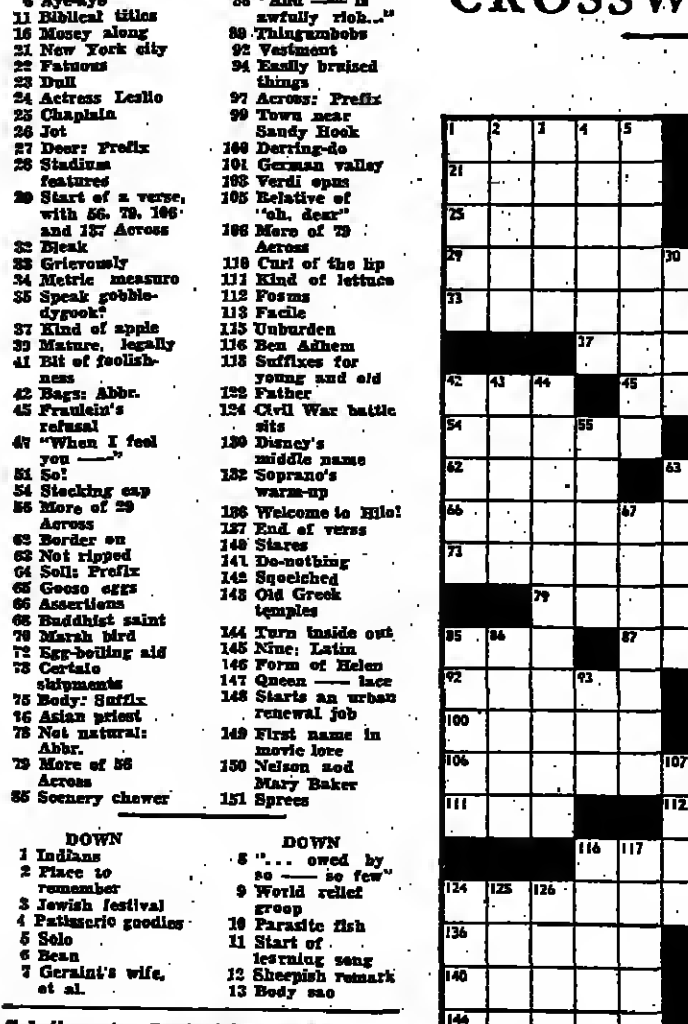 6 Aye-aye
11 Biblical titles
16 Mosey along
21 New York city
22 Fatuous
23 Dull
24 Actress Leslie
25 Chaplain
26 Jot
27 Deer: Prefix
28 Stadium
features
29 Start of a verse,
with 56, 79, 106
and 137 Across
32 Bleak
33 Grievously
34 Metric measure
35 Speak gobble-
dygook?
37 Kind of apple
39 Mature, legally
41 Bit of foolish-
ness
42 Bags: Abbr.
45 Fraulein's
refusal
47 "When I feel
you ——"
51 So!
54 Stocking cap
56 More of 29
Across
62 Border on
63 Not ripped
64 Soil: Prefix
65 Goose eggs
66 Assertions
68 Buddhist saint
70 Marsh bird
72 Egg-boiling aid
73 Certain
shipments
75 Body: Suffix
76 Asian priest
78 Not natural:
Abbr.
79 More of 56
Across
85 Scenery chewer
"And —— is
awfully rich..."
89 Thingumbobs
92 Vestment
94 Easily bruised
things
97 Across: Prefix
99 Town near
Sandy Hook
100 Derring-do
101 German valley
103 Verdi opus
105 Relative of
"oh, dear"
106 More of 79
Across
110 Curl of the lip
111 Kind of lettuce
112 Foams
113 Facile
115 Unburden
116 Ben Adhem
118 Suffixes for
young and old
122 Father
124 Civil War battle
site
130 Disney's
middle name
132 Soprano's
warm-up
136 Welcome to Hilo!
137 End of verse
140 Stares
141 Do-nothing
142 Squelched
143 Old Greek
temples
144 Turn inside out
145 Nine: Latin
146 Form of Helen
147 Queen —— lace
148 Starts an urban
renewal job
149 First name in
movie lore
150 Nelson and
Mary Baker
151 Sprees
DOWN
1 Indians
2 Place to
remember
3 Jewish festival
4 Patisserie goodies
5 Solo
6 Bean
7 Geraint's wife,
et al.
DOWN
8 "... owed by
so —— so few"
9 World relief
group
10 Parasite fish
11 Start of
learning song
12 Sheepish remark
13 Body sac
CROSSW
1 2 3 4 5
21
25
29 30
33
37
42 43 44 45
54 55
62 63
66 67
73
79
85 86 87
92 93
100
106 107
111 112
116 117
124 125 126
136
140
144